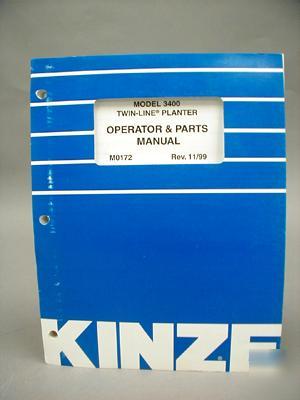 MODEL 3400
TWIN-LINE® PLANTER
OPERATOR & PARTS
MANUAL
M0172 Rev. 11/99
KINZE®